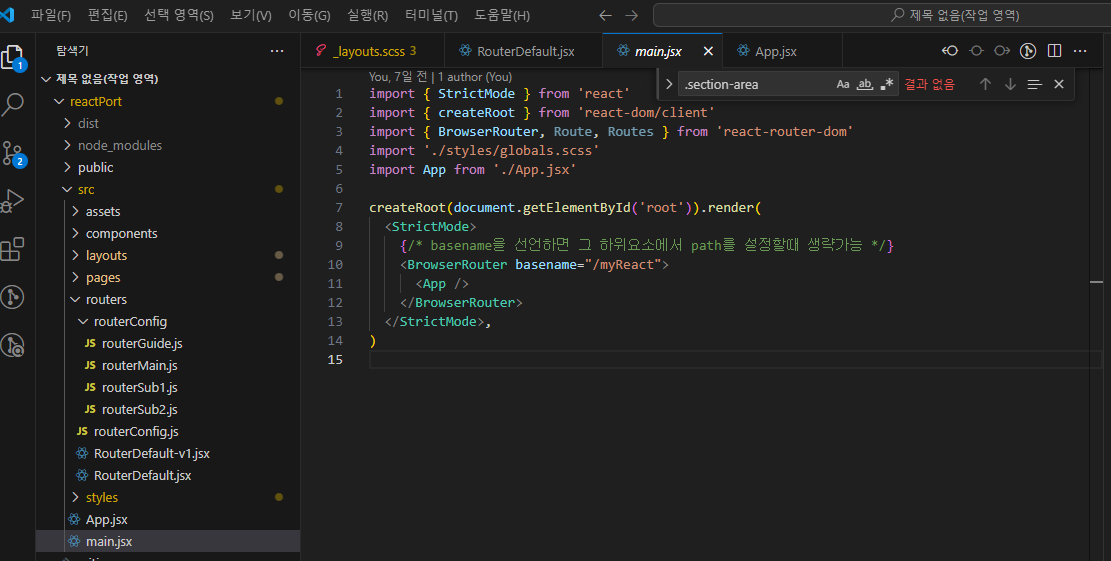 파일(F) 편집(E) 선택 영역(S) 보기(V) 이동(G) 실행(R) 터미널(T) 도움말(H) 제목 없음(작업 영역)
탐색기
1
2
제목 없음(작업 영역)
reactPort
dist
node_modules
public
src
assets
components
layouts
pages
routers
routerConfig
JS routerGuide.js
JS routerMain.js
JS routerSub1.js
JS routerSub2.js
JS routerConfig.js
RouterDefault-v1.jsx
RouterDefault.jsx
styles
App.jsx
main.jsx
_layouts.scss 3 RouterDefault.jsx main.jsx App.jsx
.section-area Aa ab 결과 없음
You, 7일 전 | 1 author (You)
1 import { StrictMode } from 'react'
2 import { createRoot } from 'react-dom/client'
3 import { BrowserRouter, Route, Routes } from 'react-router-dom'
4 import './styles/globals.scss'
5 import App from './App.jsx'
6
7 createRoot(document.getElementById('root')).render(
8 <StrictMode>
9 {/* basename을 선언하면 그 하위요소에서 path를 설정할때 생략가능 */}
10 <BrowserRouter basename="/myReact">
11 <App />
12 </BrowserRouter>
13 </StrictMode>,
14 )
15